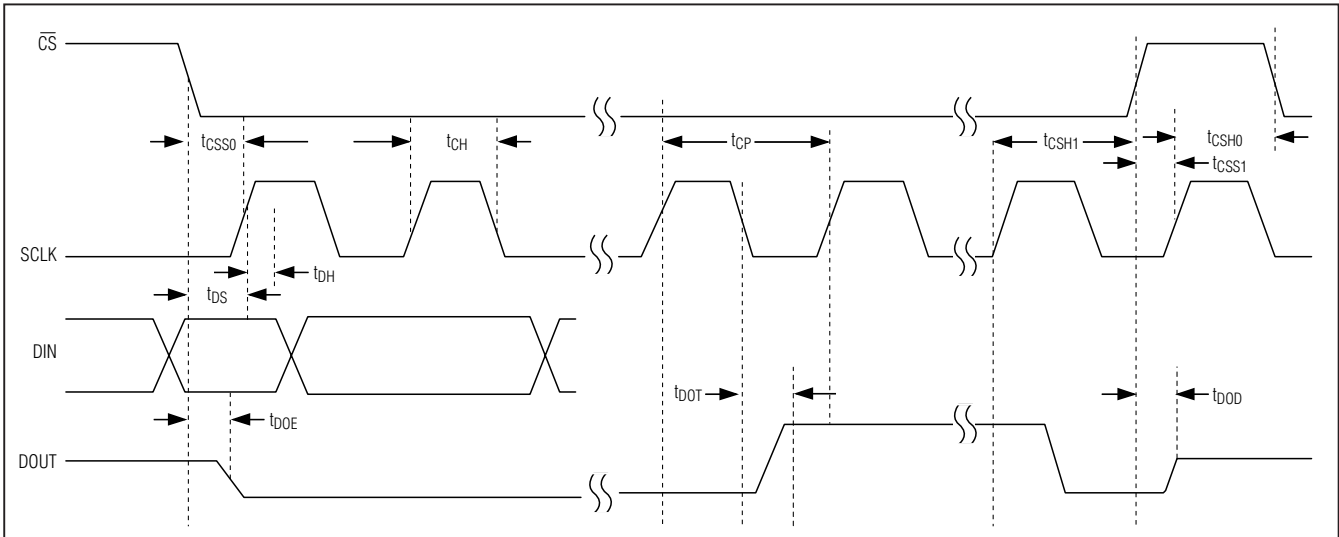 CS
tCSS0
tCH
tCP
tCSH1
tCSH0
tCSS1
SCLK
tDH
tDS
DIN
tDOT
tDOD
tDOE
DOUT